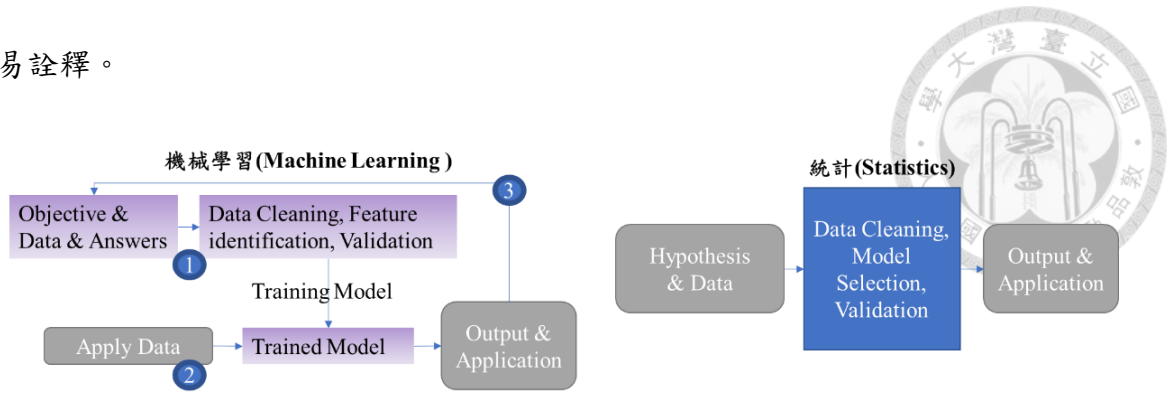 易詮釋。
機械學習(Machine Learning )
3
Objective &
Data & Answers
Data Cleaning, Feature
identification, Validation
1
Training Model
Apply Data
2
Trained Model
Output &
Application
統計(Statistics)
Hypothesis
& Data
Data Cleaning,
Model
Selection,
Validation
Output &
Application